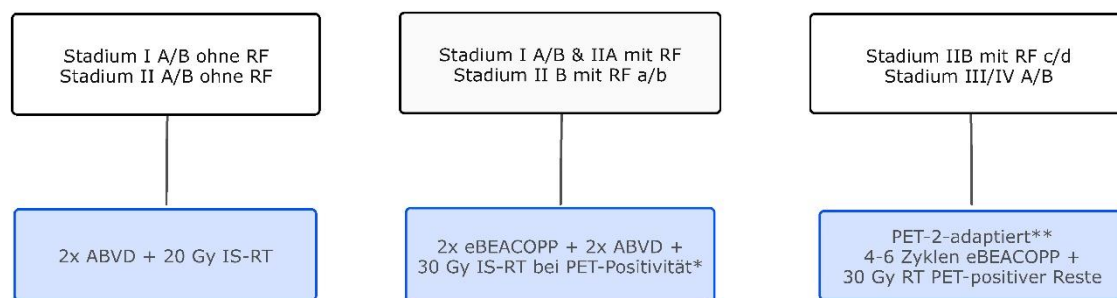 Stadium I A/B ohne RF
Stadium II A/B ohne RF
2x ABVD + 20 Gy IS-RT
Stadium I A/B & IIA mit RF
Stadium II B mit RF a/b
2x eBEACOPP + 2x ABVD +
30 Gy IS-RT bei PET-Positivität*
Stadium IIB mit RF c/d
Stadium III/IV A/B
PET-2-adaptiert**
4-6 Zyklen eBEACOPP +
30 Gy RT PET-positiver Reste